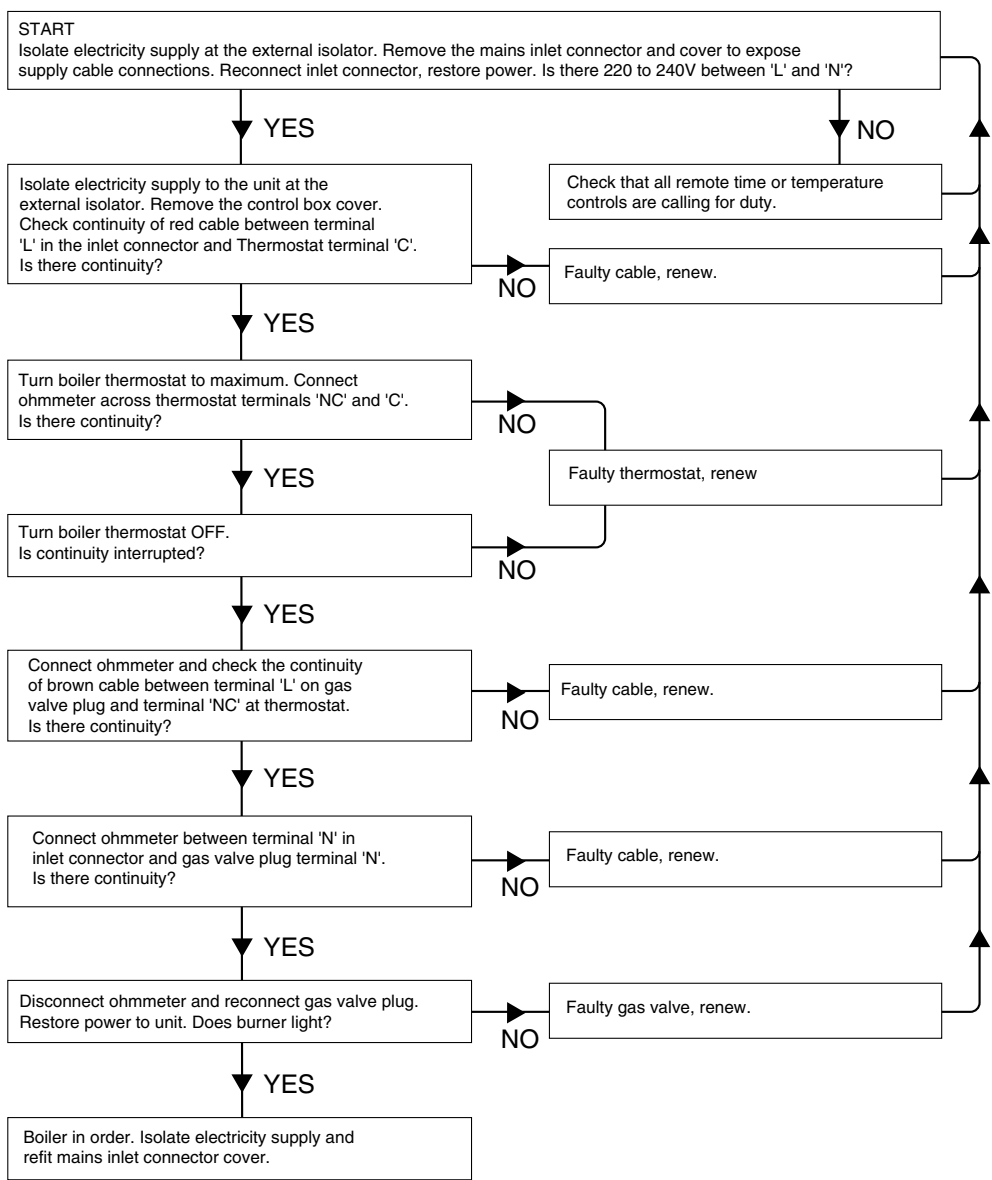 START
Isolate electricity supply at the external isolator. Remove the mains inlet connector and cover to expose
supply cable connections. Reconnect inlet connector, restore power. Is there 220 to 240V between 'L' and 'N'?
YES
NO
Isolate electricity supply to the unit at the
external isolator. Remove the control box cover.
Check continuity of red cable between terminal
'L' in the inlet connector and Thermostat terminal 'C'.
Is there continuity?
Check that all remote time or temperature
controls are calling for duty.
NO
Faulty cable, renew.
YES
Turn boiler thermostat to maximum. Connect
ohmmeter across thermostat terminals 'NC' and 'C'.
Is there continuity?
NO
Faulty thermostat, renew
YES
Turn boiler thermostat OFF.
Is continuity interrupted?
NO
YES
Connect ohmmeter and check the continuity
of brown cable between terminal 'L' on gas
valve plug and terminal 'NC' at thermostat.
Is there continuity?
NO
Faulty cable, renew.
YES
Connect ohmmeter between terminal 'N' in
inlet connector and gas valve plug terminal 'N'.
Is there continuity?
NO
Faulty cable, renew.
YES
Disconnect ohmmeter and reconnect gas valve plug.
Restore power to unit. Does burner light?
NO
Faulty gas valve, renew.
YES
Boiler in order. Isolate electricity supply and
refit mains inlet connector cover.